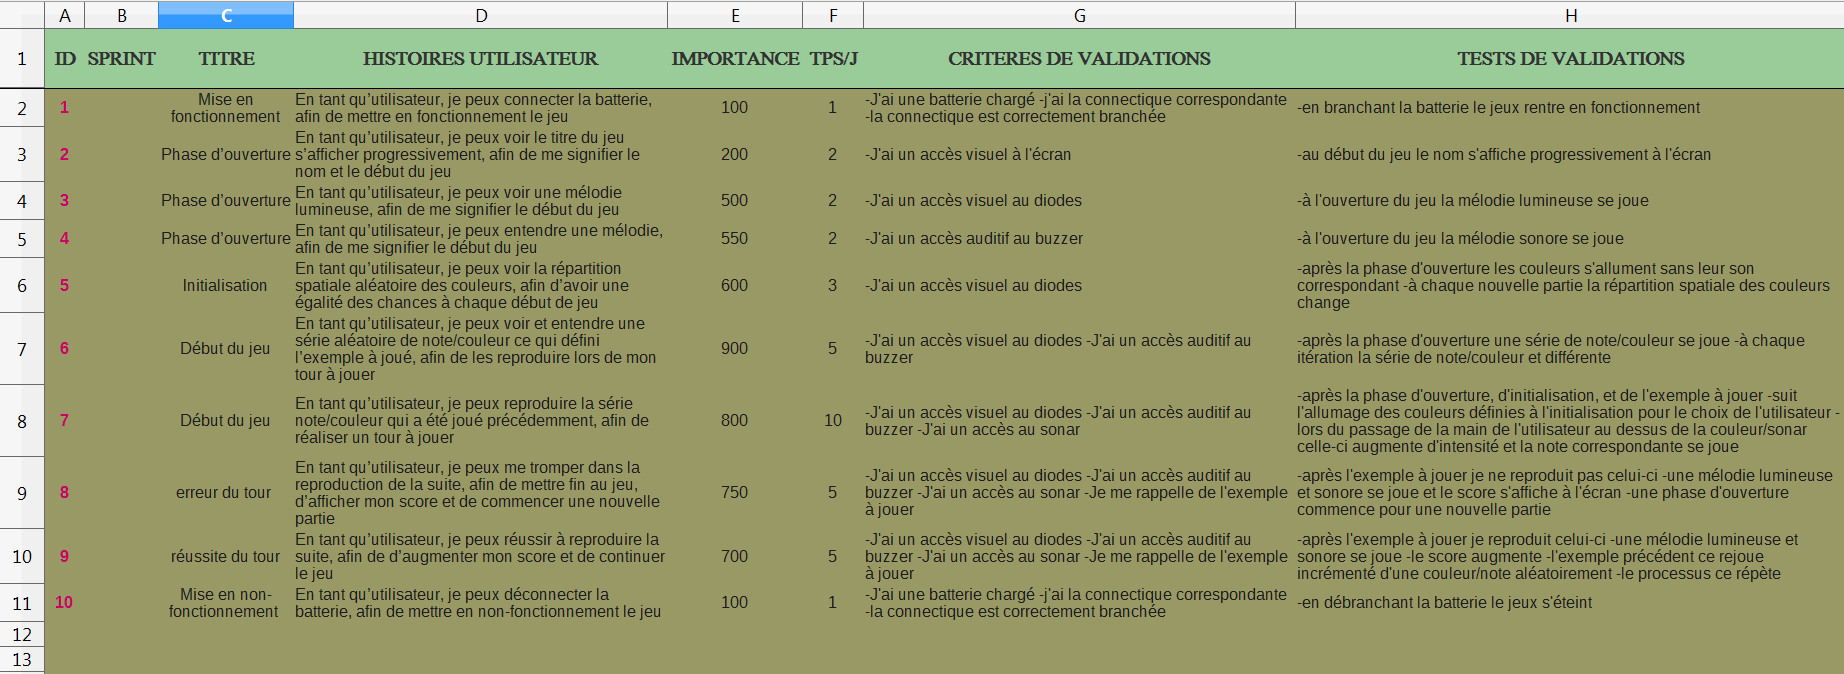 A B C D E F G H
1 ID SPRINT TITRE HISTOIRES UTILISATEUR IMPORTANCE TPS/J CRITERES DE VALIDATIONS TESTS DE VALIDATIONS
2 1
Mise en
fonctionnement
En tant qu’utilisateur, je peux connecter la batterie,
afin de mettre en fonctionnement le jeu
100 1
-J'ai une batterie chargé -j'ai la connectique correspondante
-la connectique est correctement branchée
-en branchant la batterie le jeux rentre en fonctionnement
3 2
Phase d’ouverture
En tant qu’utilisateur, je peux voir le titre du jeu
s’afficher progressivement, afin de me signifier le
nom et le début du jeu
200 2
-J'ai un accès visuel à l'écran
-au début du jeu le nom s'affiche progressivement à l'écran
4 3
Phase d’ouverture
En tant qu’utilisateur, je peux voir une mélodie
lumineuse, afin de me signifier le début du jeu
500 2
-J'ai un accès visuel au diodes
-à l'ouverture du jeu la mélodie lumineuse se joue
5 4
Phase d’ouverture
En tant qu’utilisateur, je peux entendre une mélodie,
afin de me signifier le début du jeu
550 2
-J'ai un accès auditif au buzzer
-à l'ouverture du jeu la mélodie sonore se joue
6 5
Initialisation
En tant qu’utilisateur, je peux voir la répartition
spatiale aléatoire des couleurs, afin d’avoir une
égalité des chances à chaque début de jeu
600 3
-J'ai un accès visuel au diodes
-après la phase d'ouverture les couleurs s'allument sans leur son
correspondant -à chaque nouvelle partie la répartition spatiale des couleurs
change
7 6
Début du jeu
En tant qu’utilisateur, je peux voir et entendre une
série aléatoire de note/couleur ce qui défini
l’exemple à joué, afin de les reproduire lors de mon
tour à jouer
900 5
-J'ai un accès visuel au diodes -J'ai un accès auditif au
buzzer
-après la phase d'ouverture une série de note/couleur se joue -à chaque
itération la série de note/couleur et différente
8 7
Début du jeu
En tant qu’utilisateur, je peux reproduire la série
note/couleur qui a été joué précédemment, afin de
réaliser un tour à jouer
800 10
-J'ai un accès visuel au diodes -J'ai un accès auditif au
buzzer -J'ai un accès au sonar
-après la phase d'ouverture, d'initialisation, et de l'exemple à jouer -suit
l'allumage des couleurs définies à l'initialisation pour le choix de l'utilisateur -
lors du passage de la main de l'utilisateur au dessus de la couleur/sonar
celle-ci augmente d'intensité et la note correspondante se joue
9 8
erreur du tour
En tant qu’utilisateur, je peux me tromper dans la
reproduction de la suite, afin de mettre fin au jeu,
d’afficher mon score et de commencer une nouvelle
partie
750 5
-J'ai un accès visuel au diodes -J'ai un accès auditif au
buzzer -J'ai un accès au sonar -Je me rappelle de l'exemple
à jouer
-après l'exemple à jouer je ne reproduit pas celui-ci -une mélodie lumineuse
et sonore se joue et le score s'affiche à l'écran -une phase d'ouverture
commence pour une nouvelle partie
10 9
réussite du tour
En tant qu’utilisateur, je peux réussir à reproduire la
suite, afin de d’augmenter mon score et de continuer
le jeu
700 5
-J'ai un accès visuel au diodes -J'ai un accès auditif au
buzzer -J'ai un accès au sonar -Je me rappelle de l'exemple
à jouer
-après l'exemple à jouer je reproduit celui-ci -une mélodie lumineuse et
sonore se joue -le score augmente -l'exemple précédent ce rejoue
incrémenté d'une couleur/note aléatoirement -le processus ce répète
11 10
Mise en non-
fonctionnement
En tant qu’utilisateur, je peux déconnecter la
batterie, afin de mettre en non-fonctionnement le jeu
100 1
-J'ai une batterie chargé -j'ai la connectique correspondante
-la connectique est correctement branchée
-en débranchant la batterie le jeux s'éteint
12
13